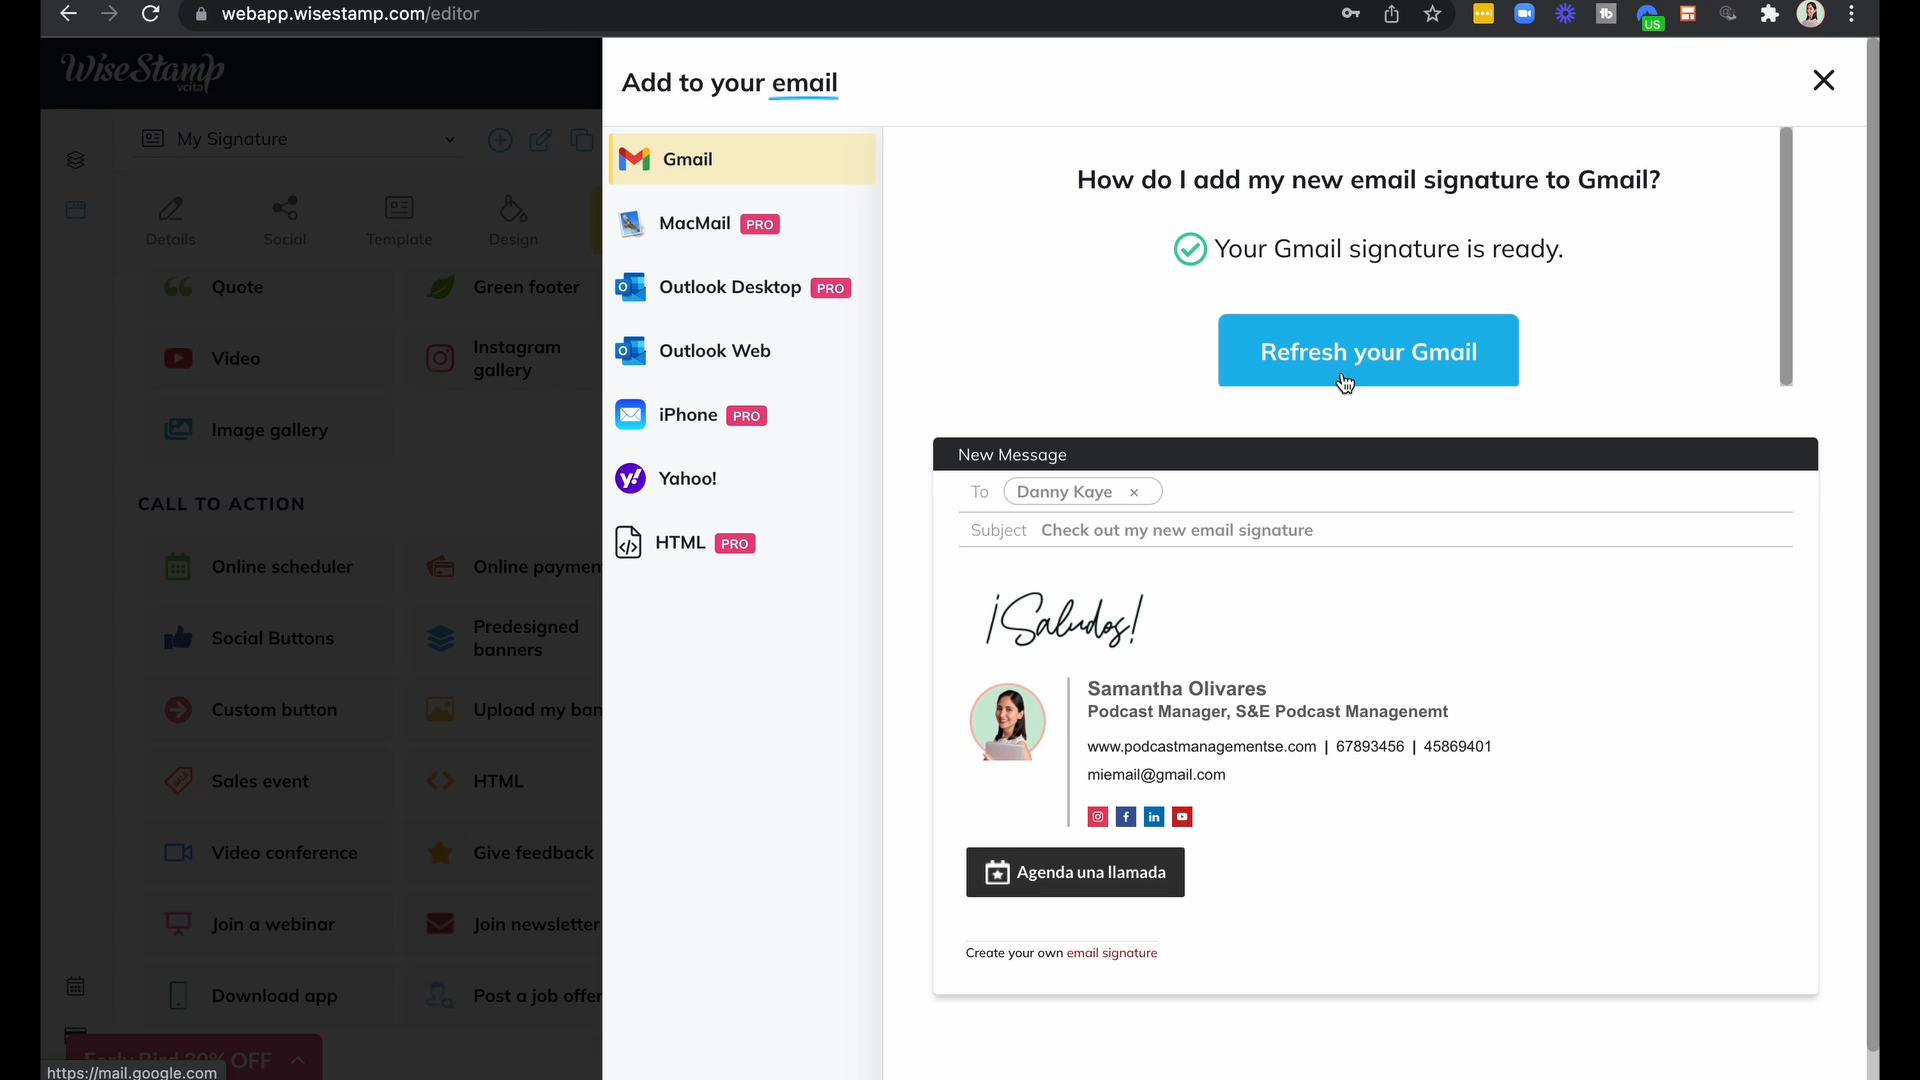 webapp.wisestamp.com/editor
US
WiseStamp
vcita
Add to your email
My Signature
Details
Social
Template
Design
Quote
Green footer
Video
Instagram
gallery
Image gallery
CALL TO ACTION
Online scheduler
Online paymen
Social Buttons
Predesigned
banners
Custom button
Upload my ban
Sales event
HTML
Video conference
Give feedback
Join a webinar
Join newsletter
Download app
Post a job offer
Early Bird 20% OFF
https://mail.google.com
Gmail
MacMail PRO
Outlook Desktop PRO
Outlook Web
iPhone PRO
Yahoo!
HTML PRO
How do I add my new email signature to Gmail?
Your Gmail signature is ready.
Refresh your Gmail
New Message
To Danny Kaye ×
Subject Check out my new email signature
¡Saludos!
Samantha Olivares
Podcast Manager, S&E Podcast Managenemt
www.podcastmanagementse.com | 67893456 | 45869401
miemail@gmail.com
Agenda una llamada
Create your own email signature